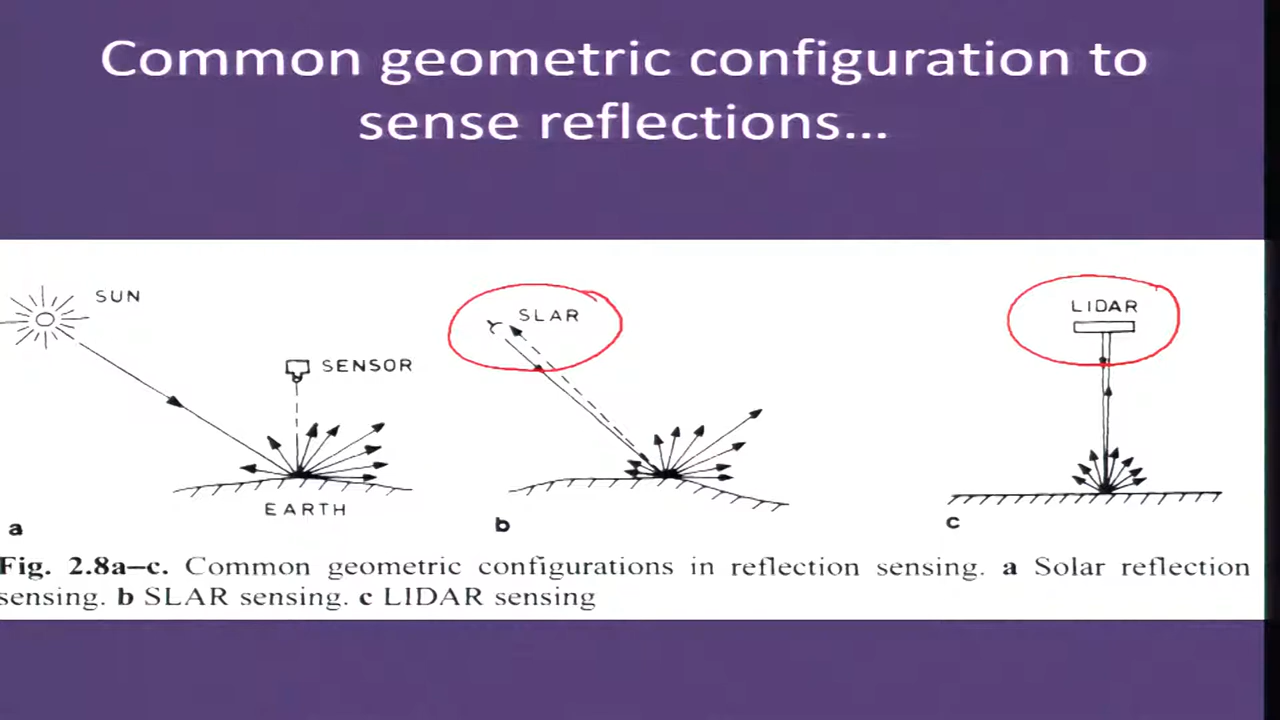 Common geometric configuration to
sense reflections...
SUN
SENSOR
EARTH
a
SLAR
b
LIDAR
c
Fig. 2.8a–c. Common geometric configurations in reflection sensing. a Solar reflection
sensing. b SLAR sensing. c LIDAR sensing